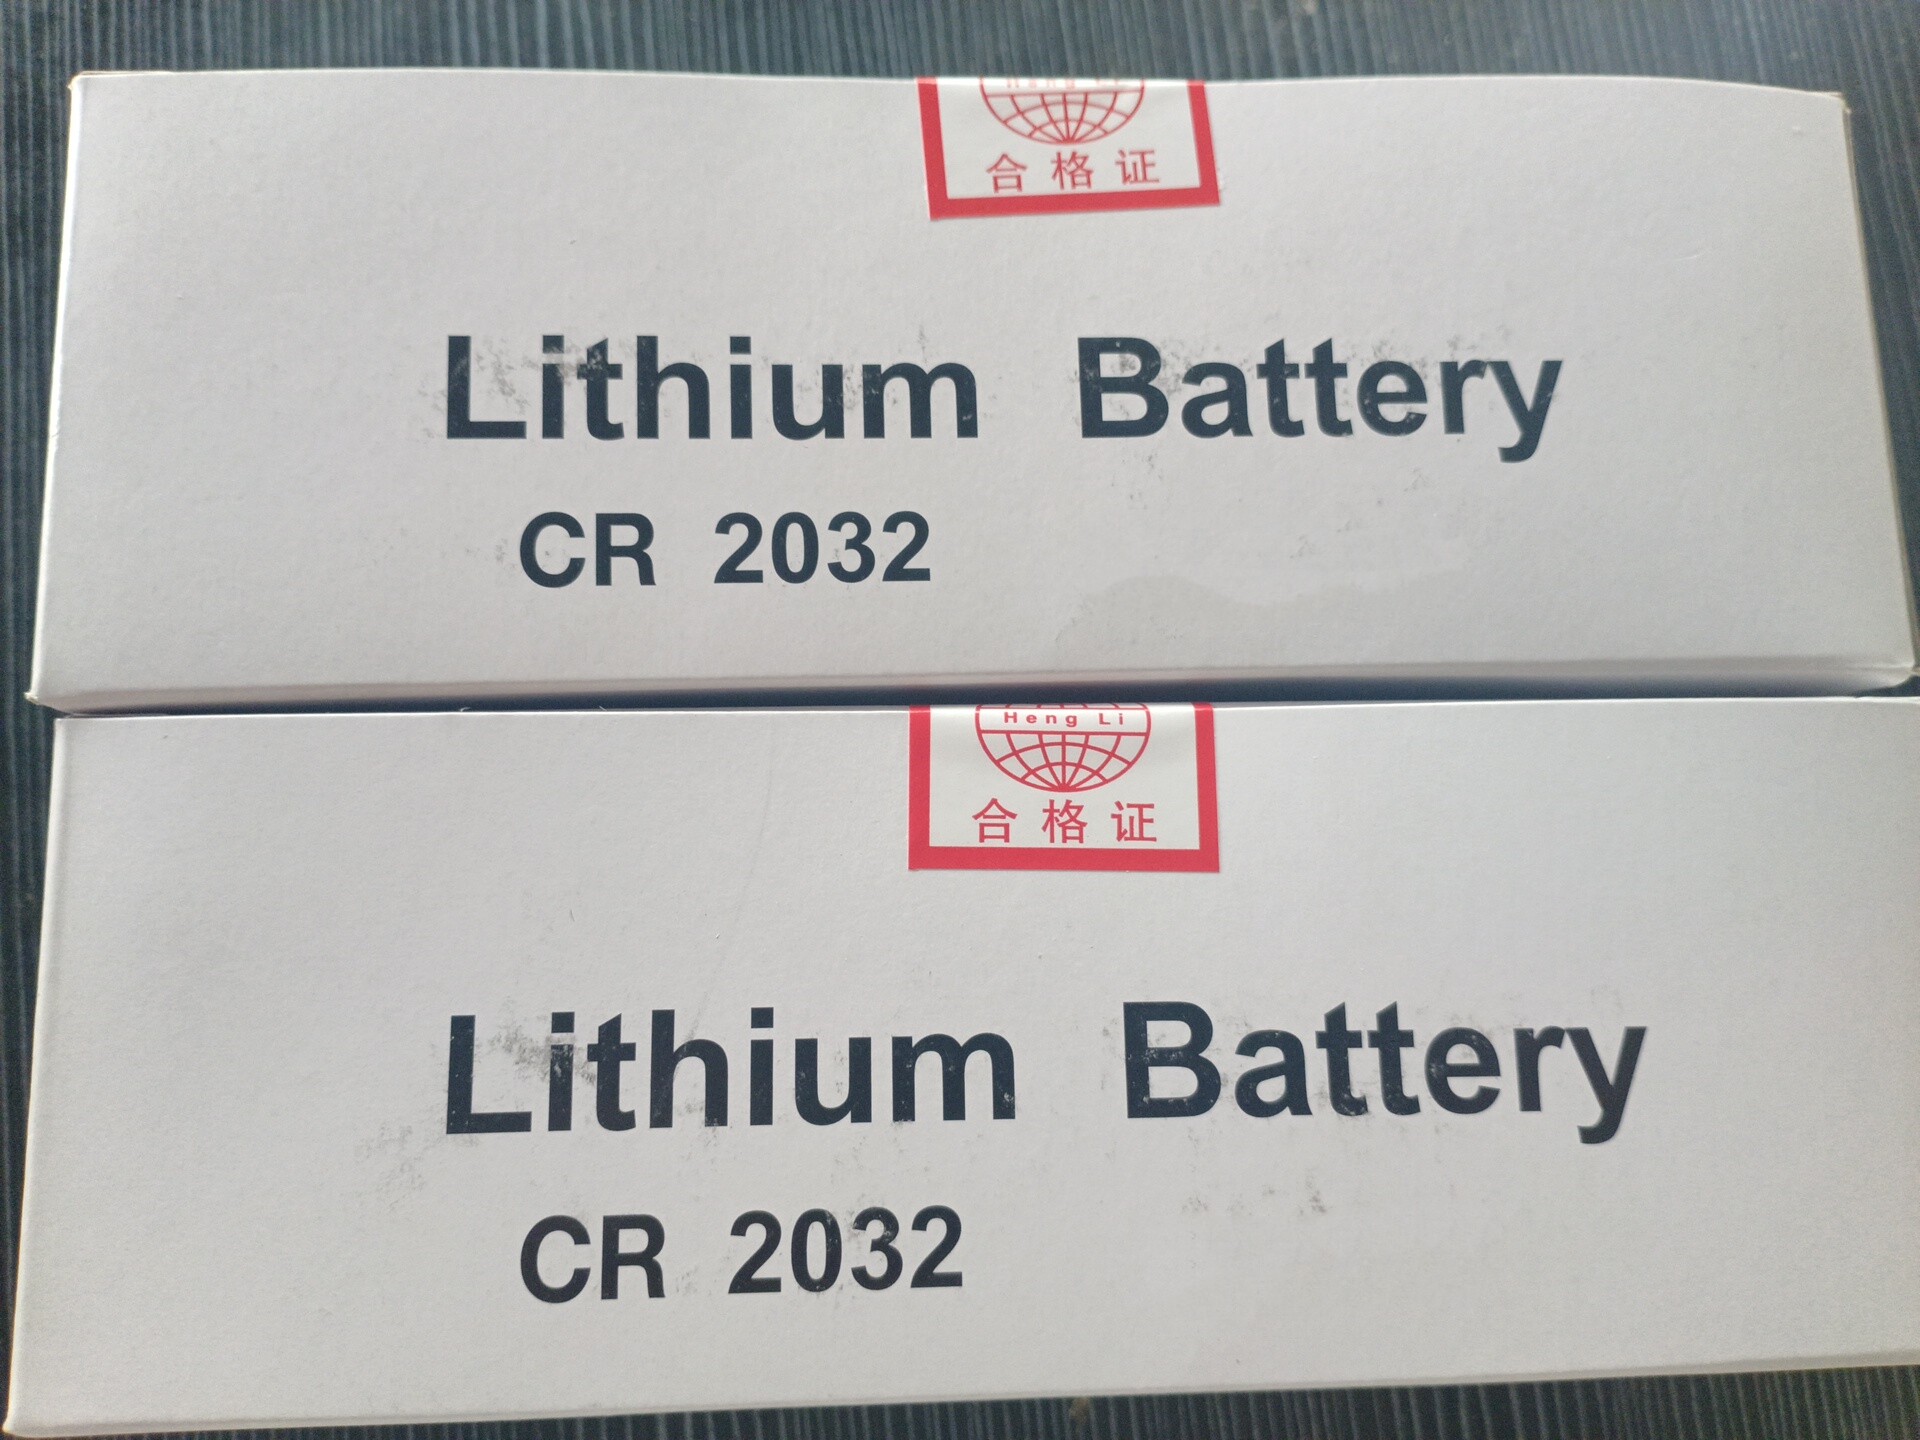 合格证
Lithium Battery
CR 2032
Heng Li
合格证
Lithium Battery
CR 2032